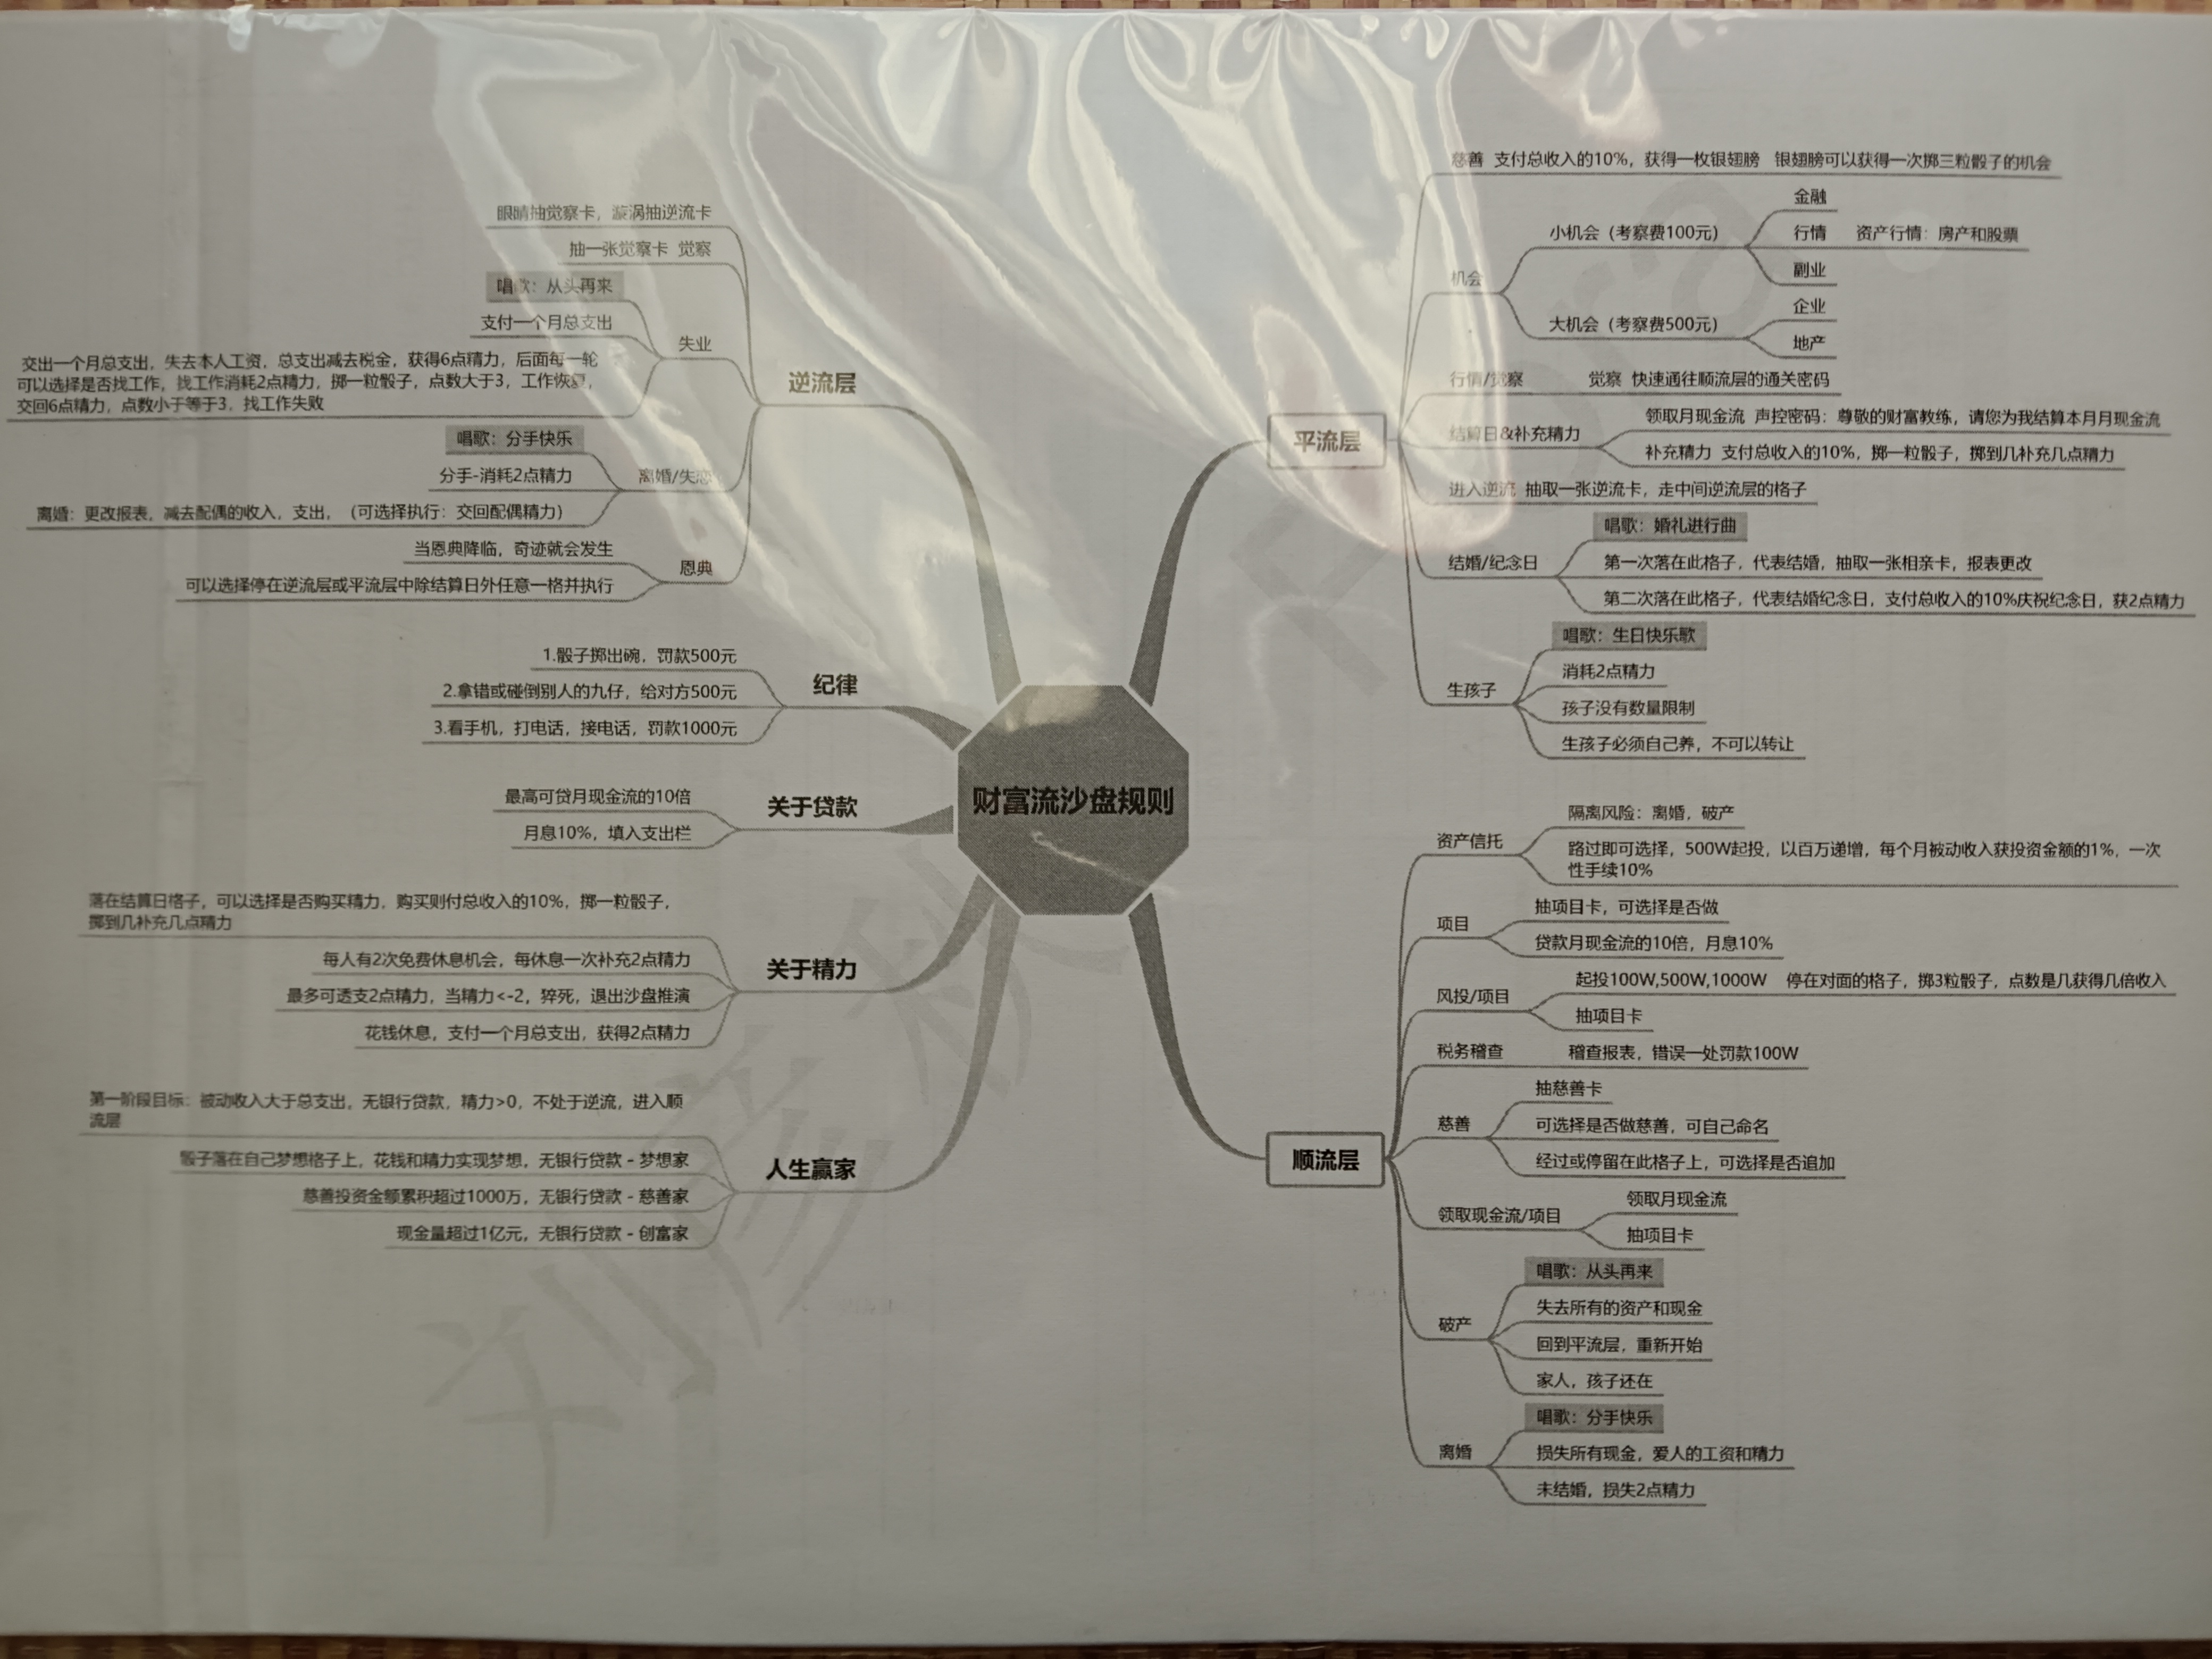 财富流沙盘规则
平流层
慈善 支付总收入的10%，获得一枚银翅膀 银翅膀可以获得一次掷三粒骰子的机会
机会
小机会（考察费100元）
金融
行情 资产行情：房产和股票
副业
大机会（考察费500元）
企业
地产
行情/觉察 觉察 快速通往顺流层的通关密码
结算日&补充精力
领取月现金流 声控密码：尊敬的财富教练，请您为我结算本月月现金流
补充精力 支付总收入的10%，掷一粒骰子，掷到几补充几点精力
进入逆流 抽取一张逆流卡，走中间逆流层的格子
结婚/纪念日
唱歌：婚礼进行曲
第一次落在此格子，代表结婚，抽取一张相亲卡，报表更改
第二次落在此格子，代表结婚纪念日，支付总收入的10%庆祝纪念日，获2点精力
生孩子
唱歌：生日快乐歌
消耗2点精力
孩子没有数量限制
生孩子必须自己养，不可以转让
顺流层
资产信托
隔离风险：离婚，破产
路过即可选择，500W起投，以百万递增，每个月被动收入获投资金额的1%，一次
性手续10%
项目
抽项目卡，可选择是否做
贷款月现金流的10倍，月息10%
风投/项目
起投100W,500W,1000W 停在对面的格子，掷3粒骰子，点数是几获得几倍收入
抽项目卡
税务稽查 稽查报表，错误一处罚款100W
慈善
抽慈善卡
可选择是否做慈善，可自己命名
经过或停留在此格子上，可选择是否追加
领取现金流/项目
领取月现金流
抽项目卡
破产
唱歌：从头再来
失去所有的资产和现金
回到平流层，重新开始
家人，孩子还在
离婚
唱歌：分手快乐
损失所有现金，爱人的工资和精力
未结婚，损失2点精力
逆流层
眼睛抽觉察卡，漩涡抽逆流卡
抽一张觉察卡 觉察
失业
唱歌：从头再来
支付一个月总支出
交出一个月总支出，失去本人工资，总支出减去税金，获得6点精力，后面每一轮
可以选择是否找工作，找工作消耗2点精力，掷一粒骰子，点数大于3，工作恢复，
交回6点精力，点数小于等于3，找工作失败
离婚/失恋
唱歌：分手快乐
分手-消耗2点精力
离婚：更改报表，减去配偶的收入，支出，（可选择执行：交回配偶精力）
恩典
当恩典降临，奇迹就会发生
可以选择停在逆流层或平流层中除结算日外任意一格并执行
纪律
1.骰子掷出碗，罚款500元
2.拿错或碰倒别人的九仔，给对方500元
3.看手机，打电话，接电话，罚款1000元
关于贷款
最高可贷月现金流的10倍
月息10%，填入支出栏
关于精力
落在结算日格子，可以选择是否购买精力，购买则付总收入的10%，掷一粒骰子，
掷到几补充几点精力
每人有2次免费休息机会，每休息一次补充2点精力
最多可透支2点精力，当精力<-2，猝死，退出沙盘推演
花钱休息，支付一个月总支出，获得2点精力
人生赢家
第一阶段目标：被动收入大于总支出，无银行贷款，精力>0，不处于逆流，进入顺
流层
骰子落在自己梦想格子上，花钱和精力实现梦想，无银行贷款 - 梦想家
慈善投资金额累积超过1000万，无银行贷款 - 慈善家
现金量超过1亿元，无银行贷款 - 创富家